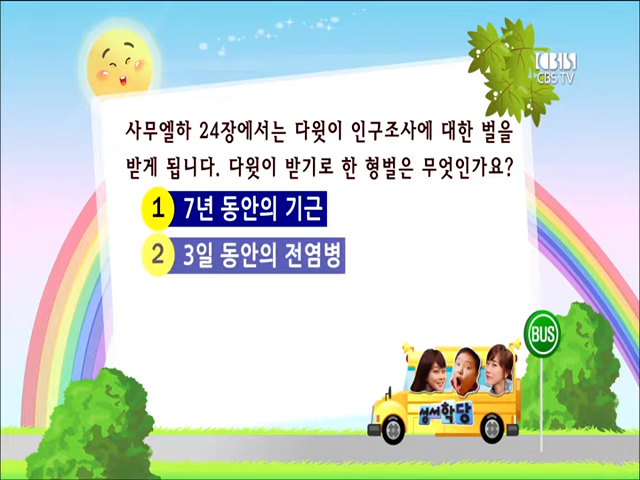 CBS
CBS TV
사무엘하 24장에서는 다윗이 인구조사에 대한 벌을
받게 됩니다. 다윗이 받기로 한 형벌은 무엇인가요?
1 7년 동안의 기근
2 3일 동안의 전염병
BUS
성서학당